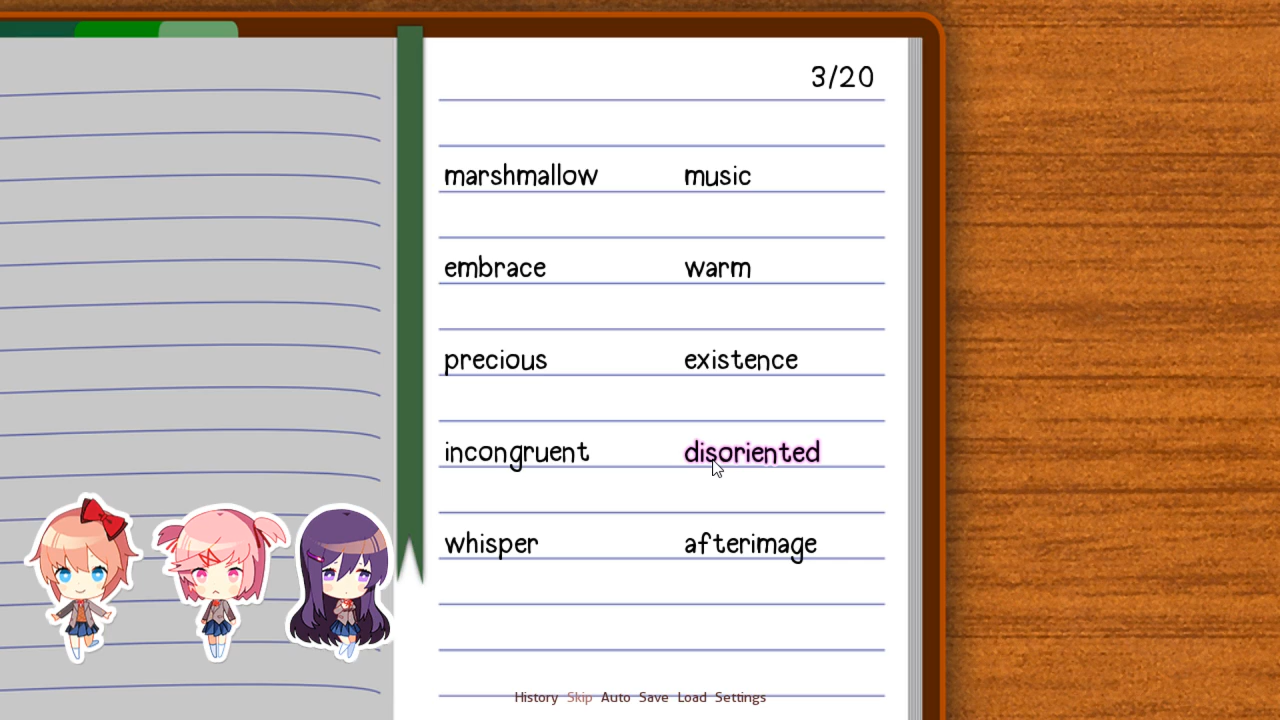 3/20
marshmallow music
embrace warm
precious existence
incongruent disoriented
whisper afterimage
History Skip Auto Save Load Settings